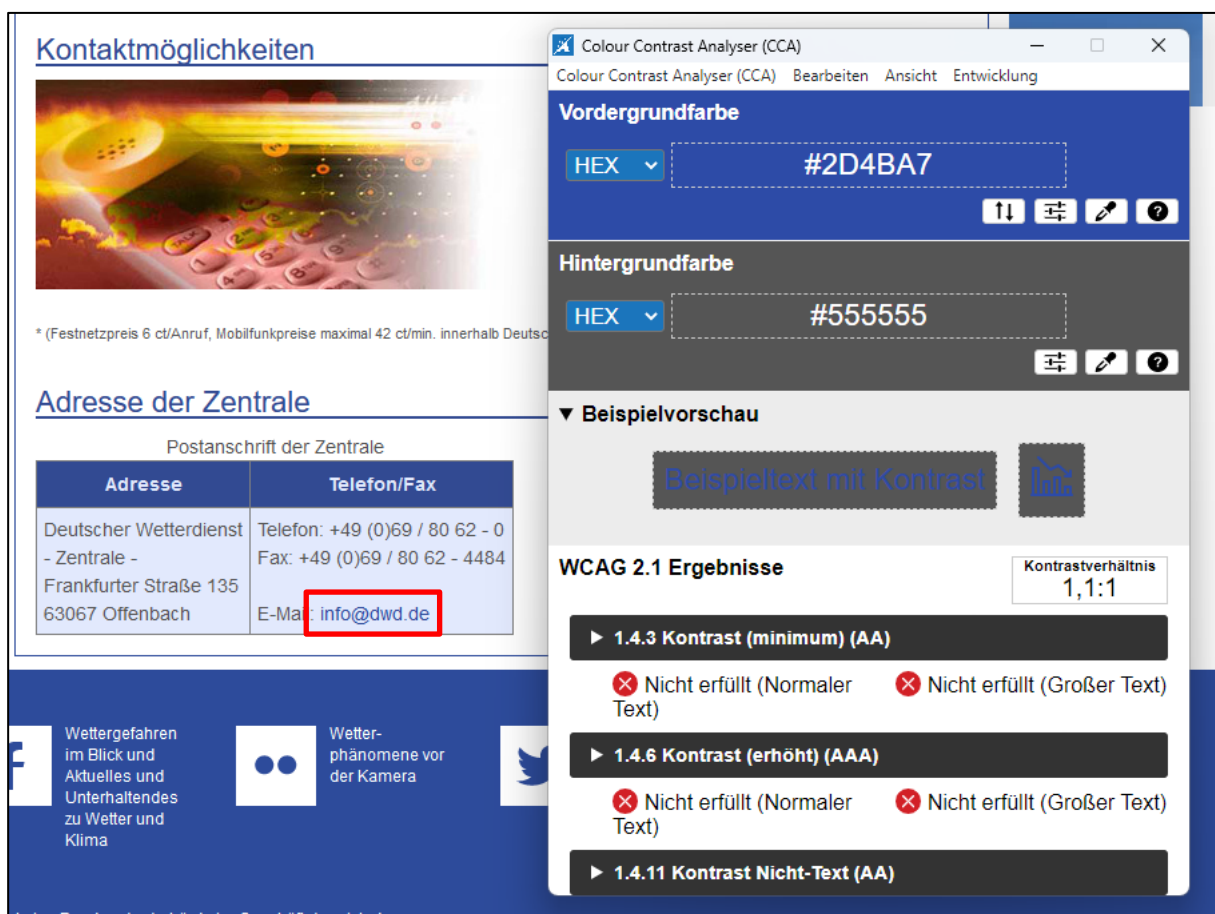 Kontaktmöglichkeiten
* (Festnetzpreis 6 ct/Anruf, Mobilfunkpreise maximal 42 ct/min. innerhalb Deutsc
Adresse der Zentrale
Postanschrift der Zentrale
Adresse Telefon/Fax
Deutscher Wetterdienst
- Zentrale -
Frankfurter Straße 135
63067 Offenbach
Telefon: +49 (0)69 / 80 62 - 0
Fax: +49 (0)69 / 80 62 - 4484
E-Mail: info@dwd.de
Wettergefahren
im Blick und
Aktuelles und
Unterhaltendes
zu Wetter und
Klima
Wetter-
phänomene vor
der Kamera
Colour Contrast Analyser (CCA)
Colour Contrast Analyser (CCA) Bearbeiten Ansicht Entwicklung
Vordergrundfarbe
HEX #2D4BA7
Hintergrundfarbe
HEX #555555
▼ Beispielvorschau
Beispieltext mit Kontrast
WCAG 2.1 Ergebnisse
Kontrastverhältnis
1,1:1
1.4.3 Kontrast (minimum) (AA)
Nicht erfüllt (Normaler
Text)
Nicht erfüllt (Großer Text)
1.4.6 Kontrast (erhöht) (AAA)
Nicht erfüllt (Normaler
Text)
Nicht erfüllt (Großer Text)
1.4.11 Kontrast Nicht-Text (AA)